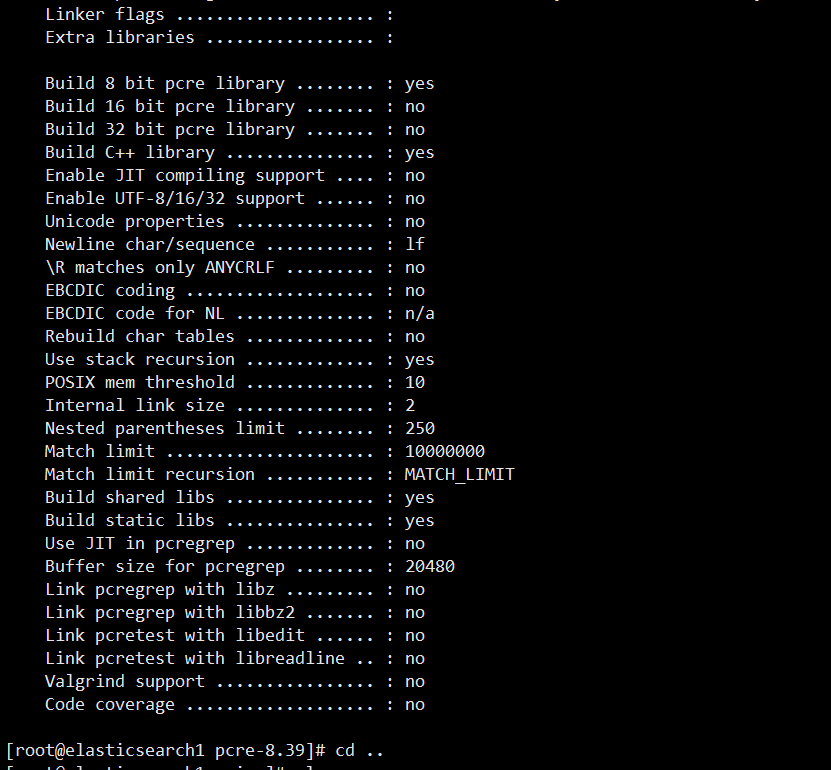 Linker flags .................... :
Extra libraries ................. :
Build 8 bit pcre library ........ : yes
Build 16 bit pcre library ....... : no
Build 32 bit pcre library ....... : no
Build C++ library ............... : yes
Enable JIT compiling support .... : no
Enable UTF-8/16/32 support ...... : no
Unicode properties .............. : no
Newline char/sequence ........... : lf
\R matches only ANYCRLF ......... : no
EBCDIC coding ................... : no
EBCDIC code for NL .............. : n/a
Rebuild char tables ............. : no
Use stack recursion ............. : yes
POSIX mem threshold ............. : 10
Internal link size .............. : 2
Nested parentheses limit ........ : 250
Match limit ..................... : 10000000
Match limit recursion ........... : MATCH_LIMIT
Build shared libs ............... : yes
Build static libs ............... : yes
Use JIT in pcregrep ............. : no
Buffer size for pcregrep ........ : 20480
Link pcregrep with libz ......... : no
Link pcregrep with libbz2 ....... : no
Link pcretest with libedit ...... : no
Link pcretest with libreadline .. : no
Valgrind support ................ : no
Code coverage ................... : no
[root@elasticsearch1 pcre-8.39]# cd ..